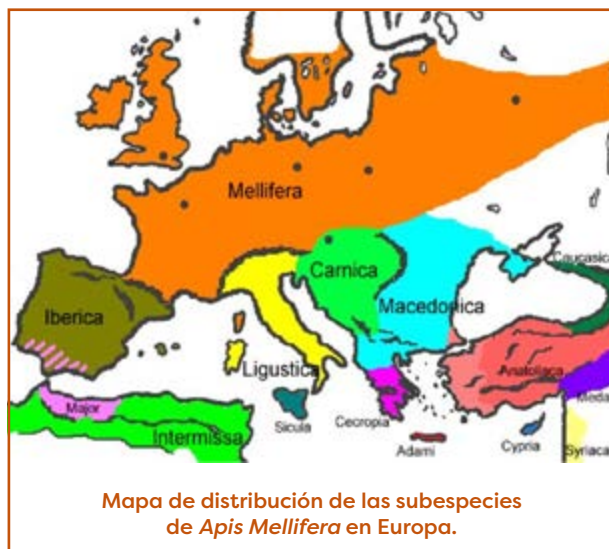 Mellifera
Caucasica
Carnica
Macedonica
Iberica
Ligustica
Anatoliaca
Meda
Major
Intermissa
Sicula
Cecropia
Adami
Cypria
Syriaca
Mapa de distribución de las subespecies
de Apis Mellifera en Europa.